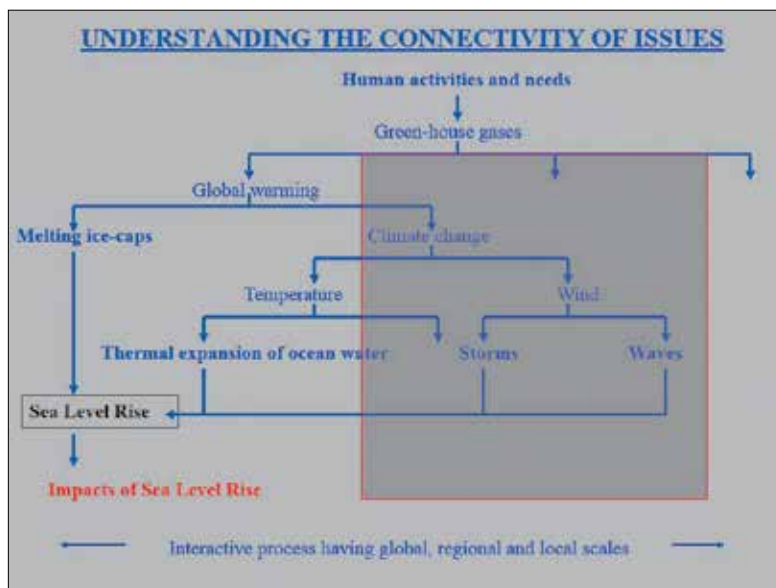 UNDERSTANDING THE CONNECTIVITY OF ISSUES
Human activities and needs
Green-house gases
Global warming
Melting ice-caps
Climate change
Temperature
Wind
Thermal expansion of ocean water
Storms
Waves
Sea Level Rise
Impacts of Sea Level Rise
Interactive process having global, regional and local scales